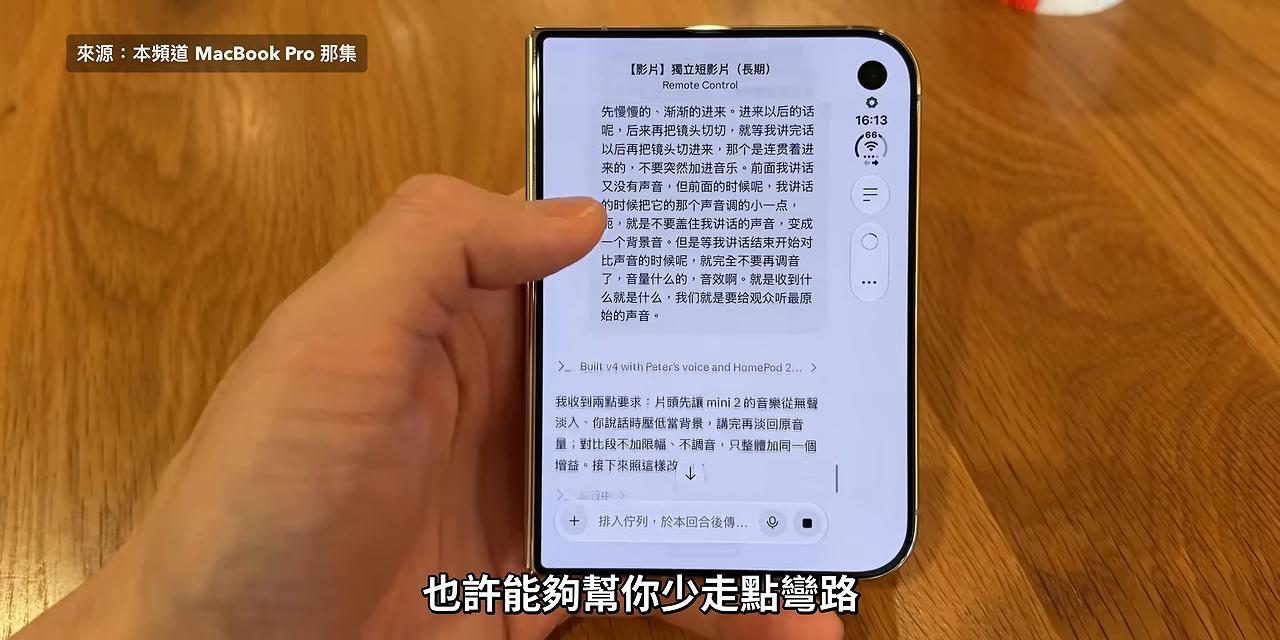 來源：本頻道 MacBook Pro 那集
【影片】獨立短影片（長期）
Remote Control
16:13
66
先慢慢的、渐渐的进来。进来以后的话
呢，后来再把镜头切切，就等我讲完话
以后再把镜头切进来，那个是连贯着进
来的，不要突然加进音乐。前面我讲话
又没有声音，但前面的时候呢，我讲话
的时候把它的那个声音调的小一点，
呃，就是不要盖住我讲话的声音，变成
一个背景音。但是等我讲话结束开始对
比声音的时候呢，就完全不要再调音
了，音量什么的，音效啊。就是收到什
么就是什么，我们就是要给观众听最原
始的声音。
Built v4 with Peter's voice and HomePod 2...
我收到兩點要求：片頭先讓 mini 2 的音樂從無聲
淡入、你說話時壓低當背景，講完再淡回原音
量；對比段不加限幅、不調音，只整體加同一個
增益。接下來照這樣改
執行中
排入佇列，於本回合後傳...
也許能夠幫你少走點彎路